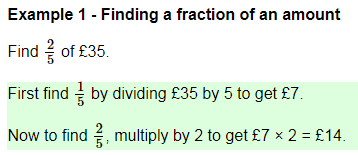 Example 1 - Finding a fraction of an amount
Find 2/5 of £35.
First find 1/5 by dividing £35 by 5 to get £7.
Now to find 2/5, multiply by 2 to get £7 × 2 = £14.